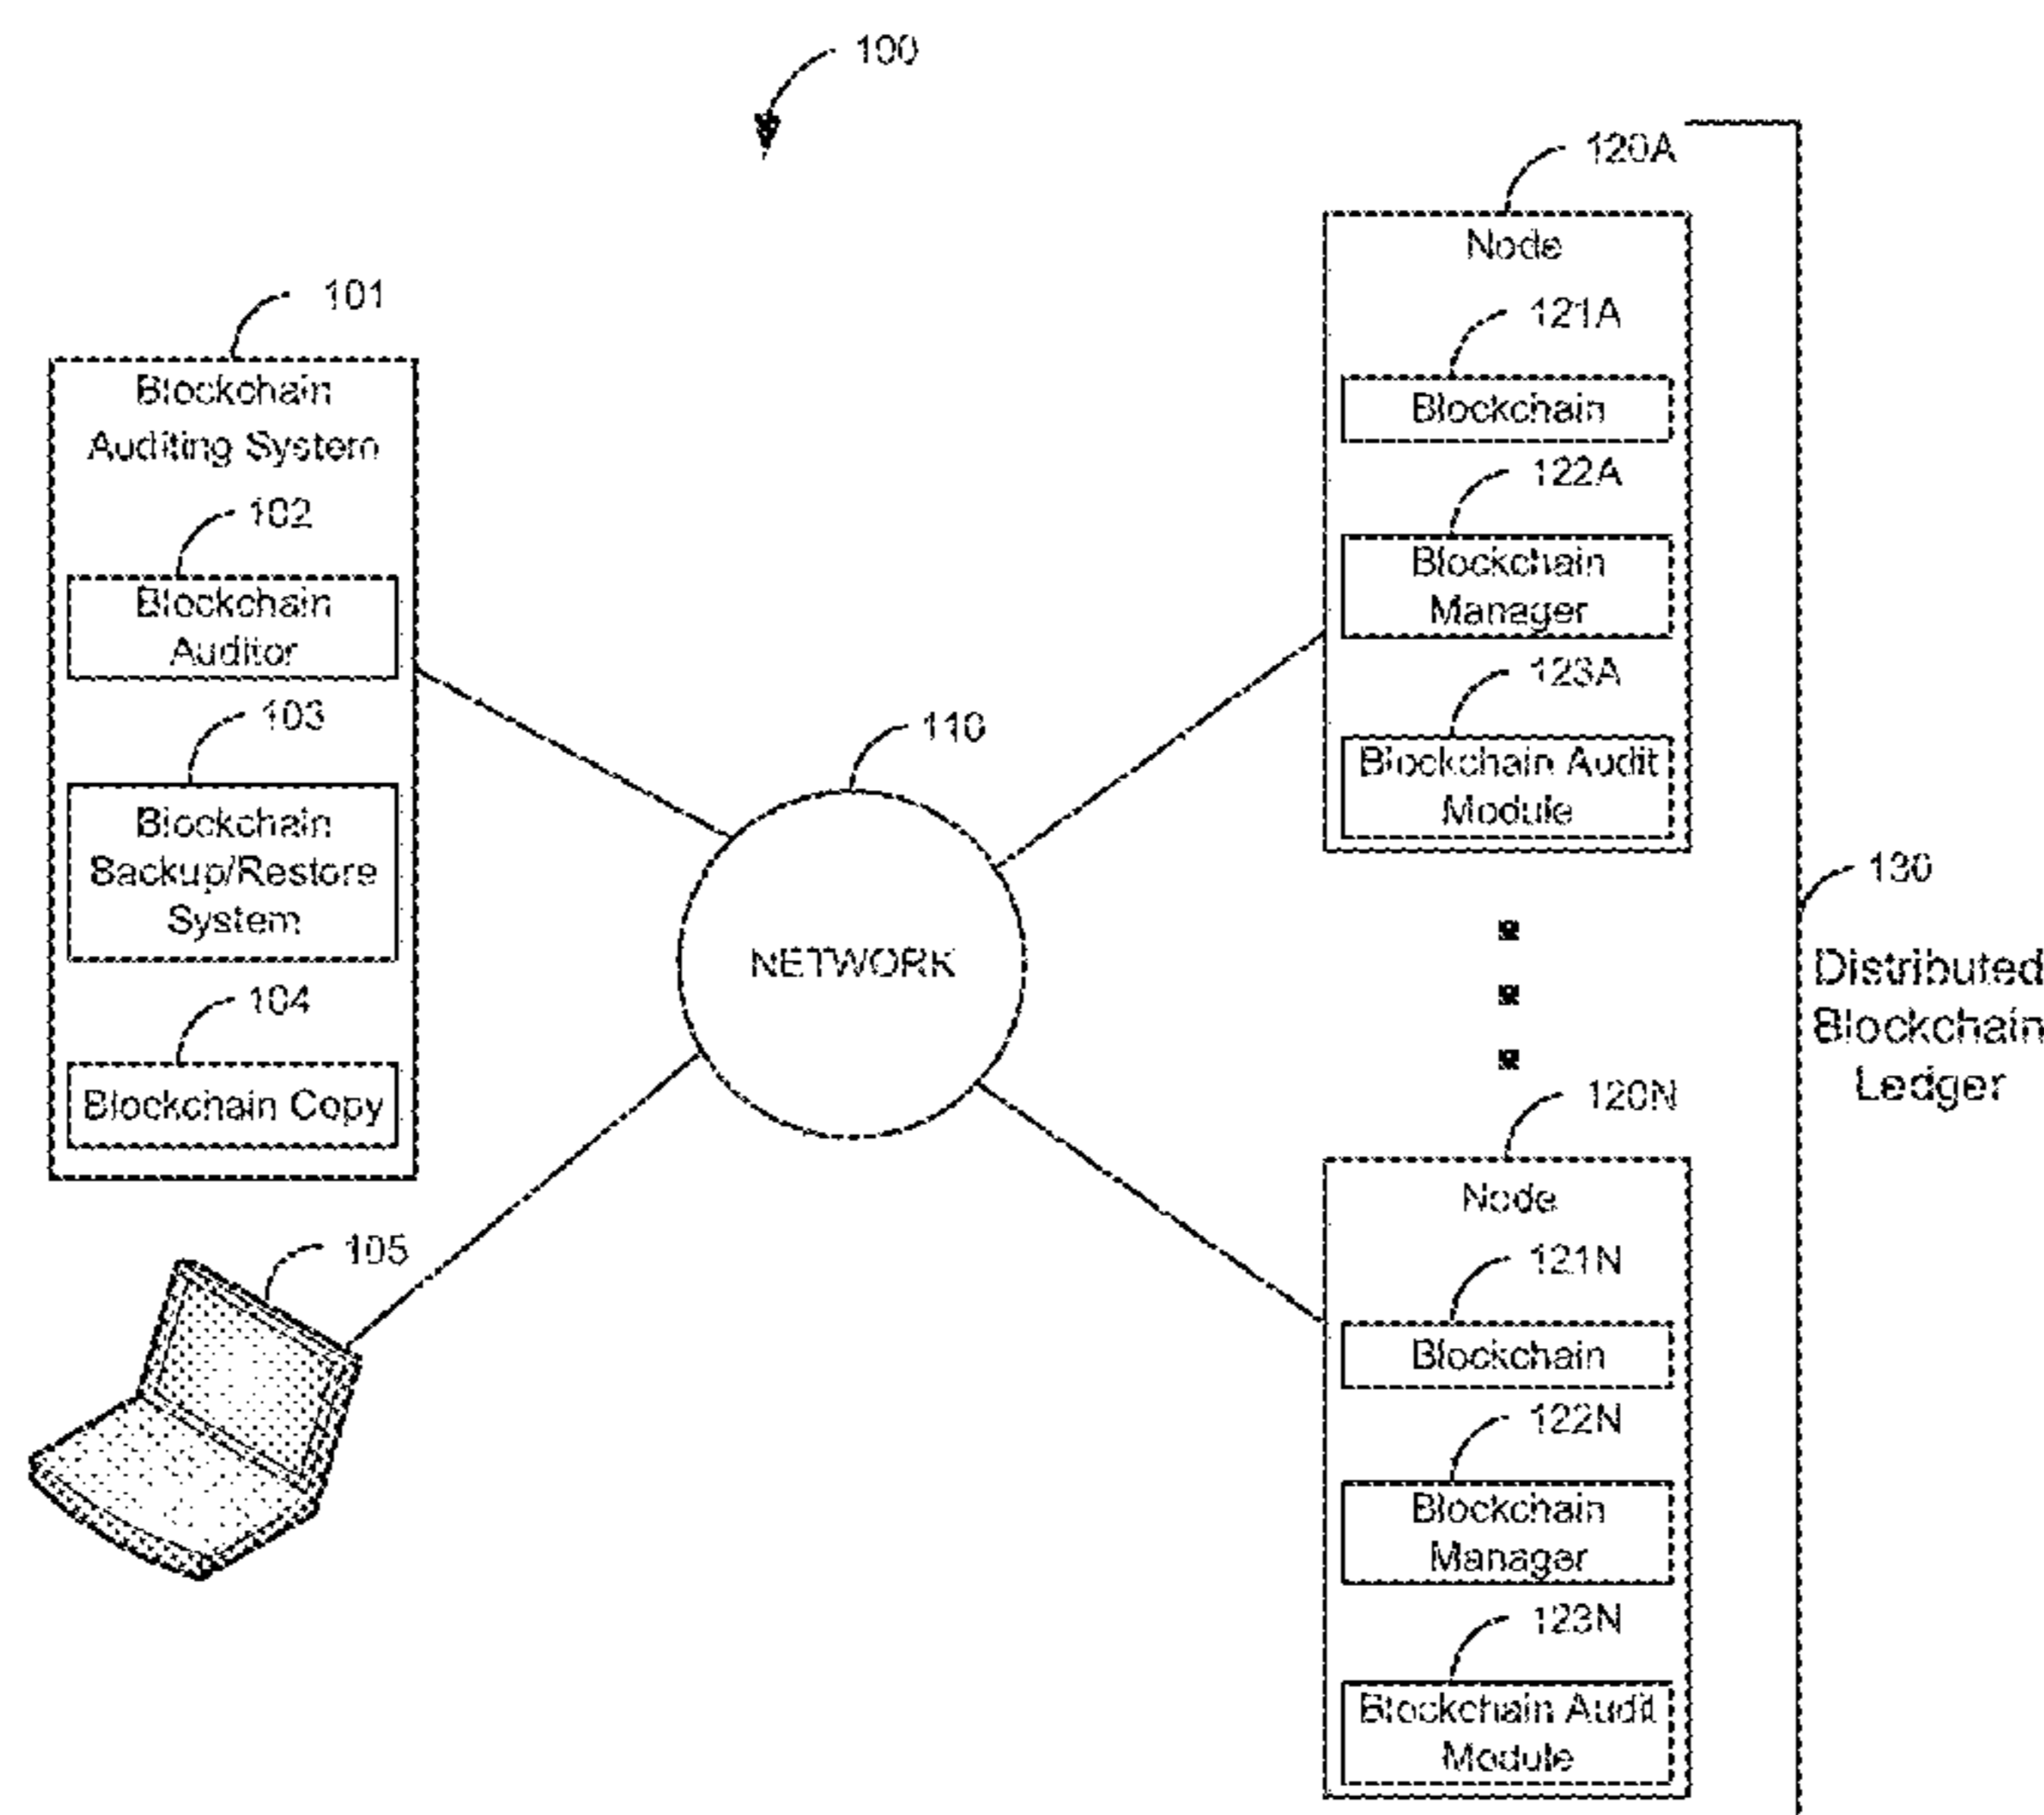 100
101
Blockchain
Auditing System
102
Blockchain
Auditor
103
Blockchain
Backup/Restore
System
104
Blockchain Copy
105
110
NETWORK
120A
Node
121A
Blockchain
122A
Blockchain
Manager
123A
Blockchain Audit
Module
120N
Node
121N
Blockchain
122N
Blockchain
Manager
123N
Blockchain Audit
Module
130
Distributed
Blockchain
Ledger